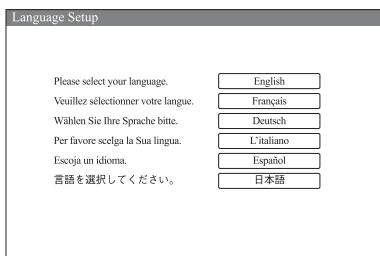 Language Setup
Please select your language. English
Veuillez sélectionner votre langue. Français
Wählen Sie Ihre Sprache bitte. Deutsch
Per favore scelga la Sua lingua. L'italiano
Escoja un idioma. Español
言語を選択してください。 日本語